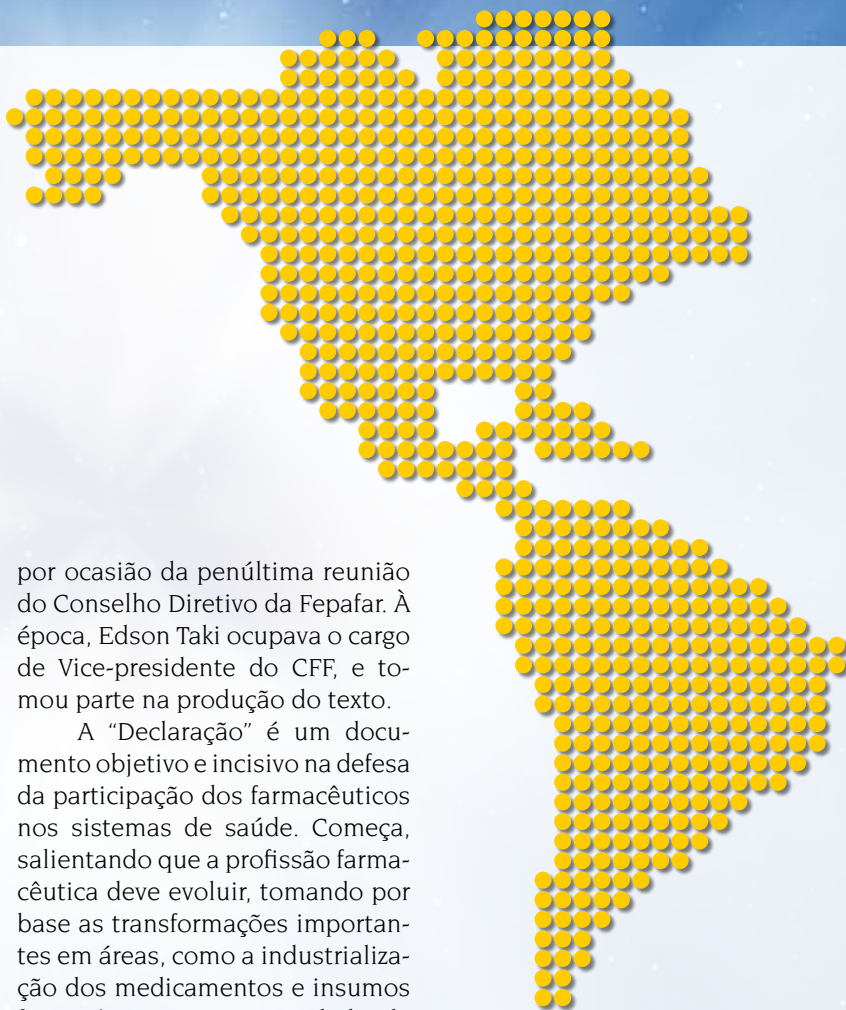 por ocasião da penúltima reunião
do Conselho Diretivo da Fepafar. À
época, Edson Taki ocupava o cargo
de Vice-presidente do CFF, e to-
mou parte na produção do texto.
A “Declaração” é um docu-
mento objetivo e incisivo na defesa
da participação dos farmacêuticos
nos sistemas de saúde. Começa,
salientando que a profissão farma-
cêutica deve evoluir, tomando por
base as transformações importan-
tes em áreas, como a industrializa-
ção dos medicamentos e insumos